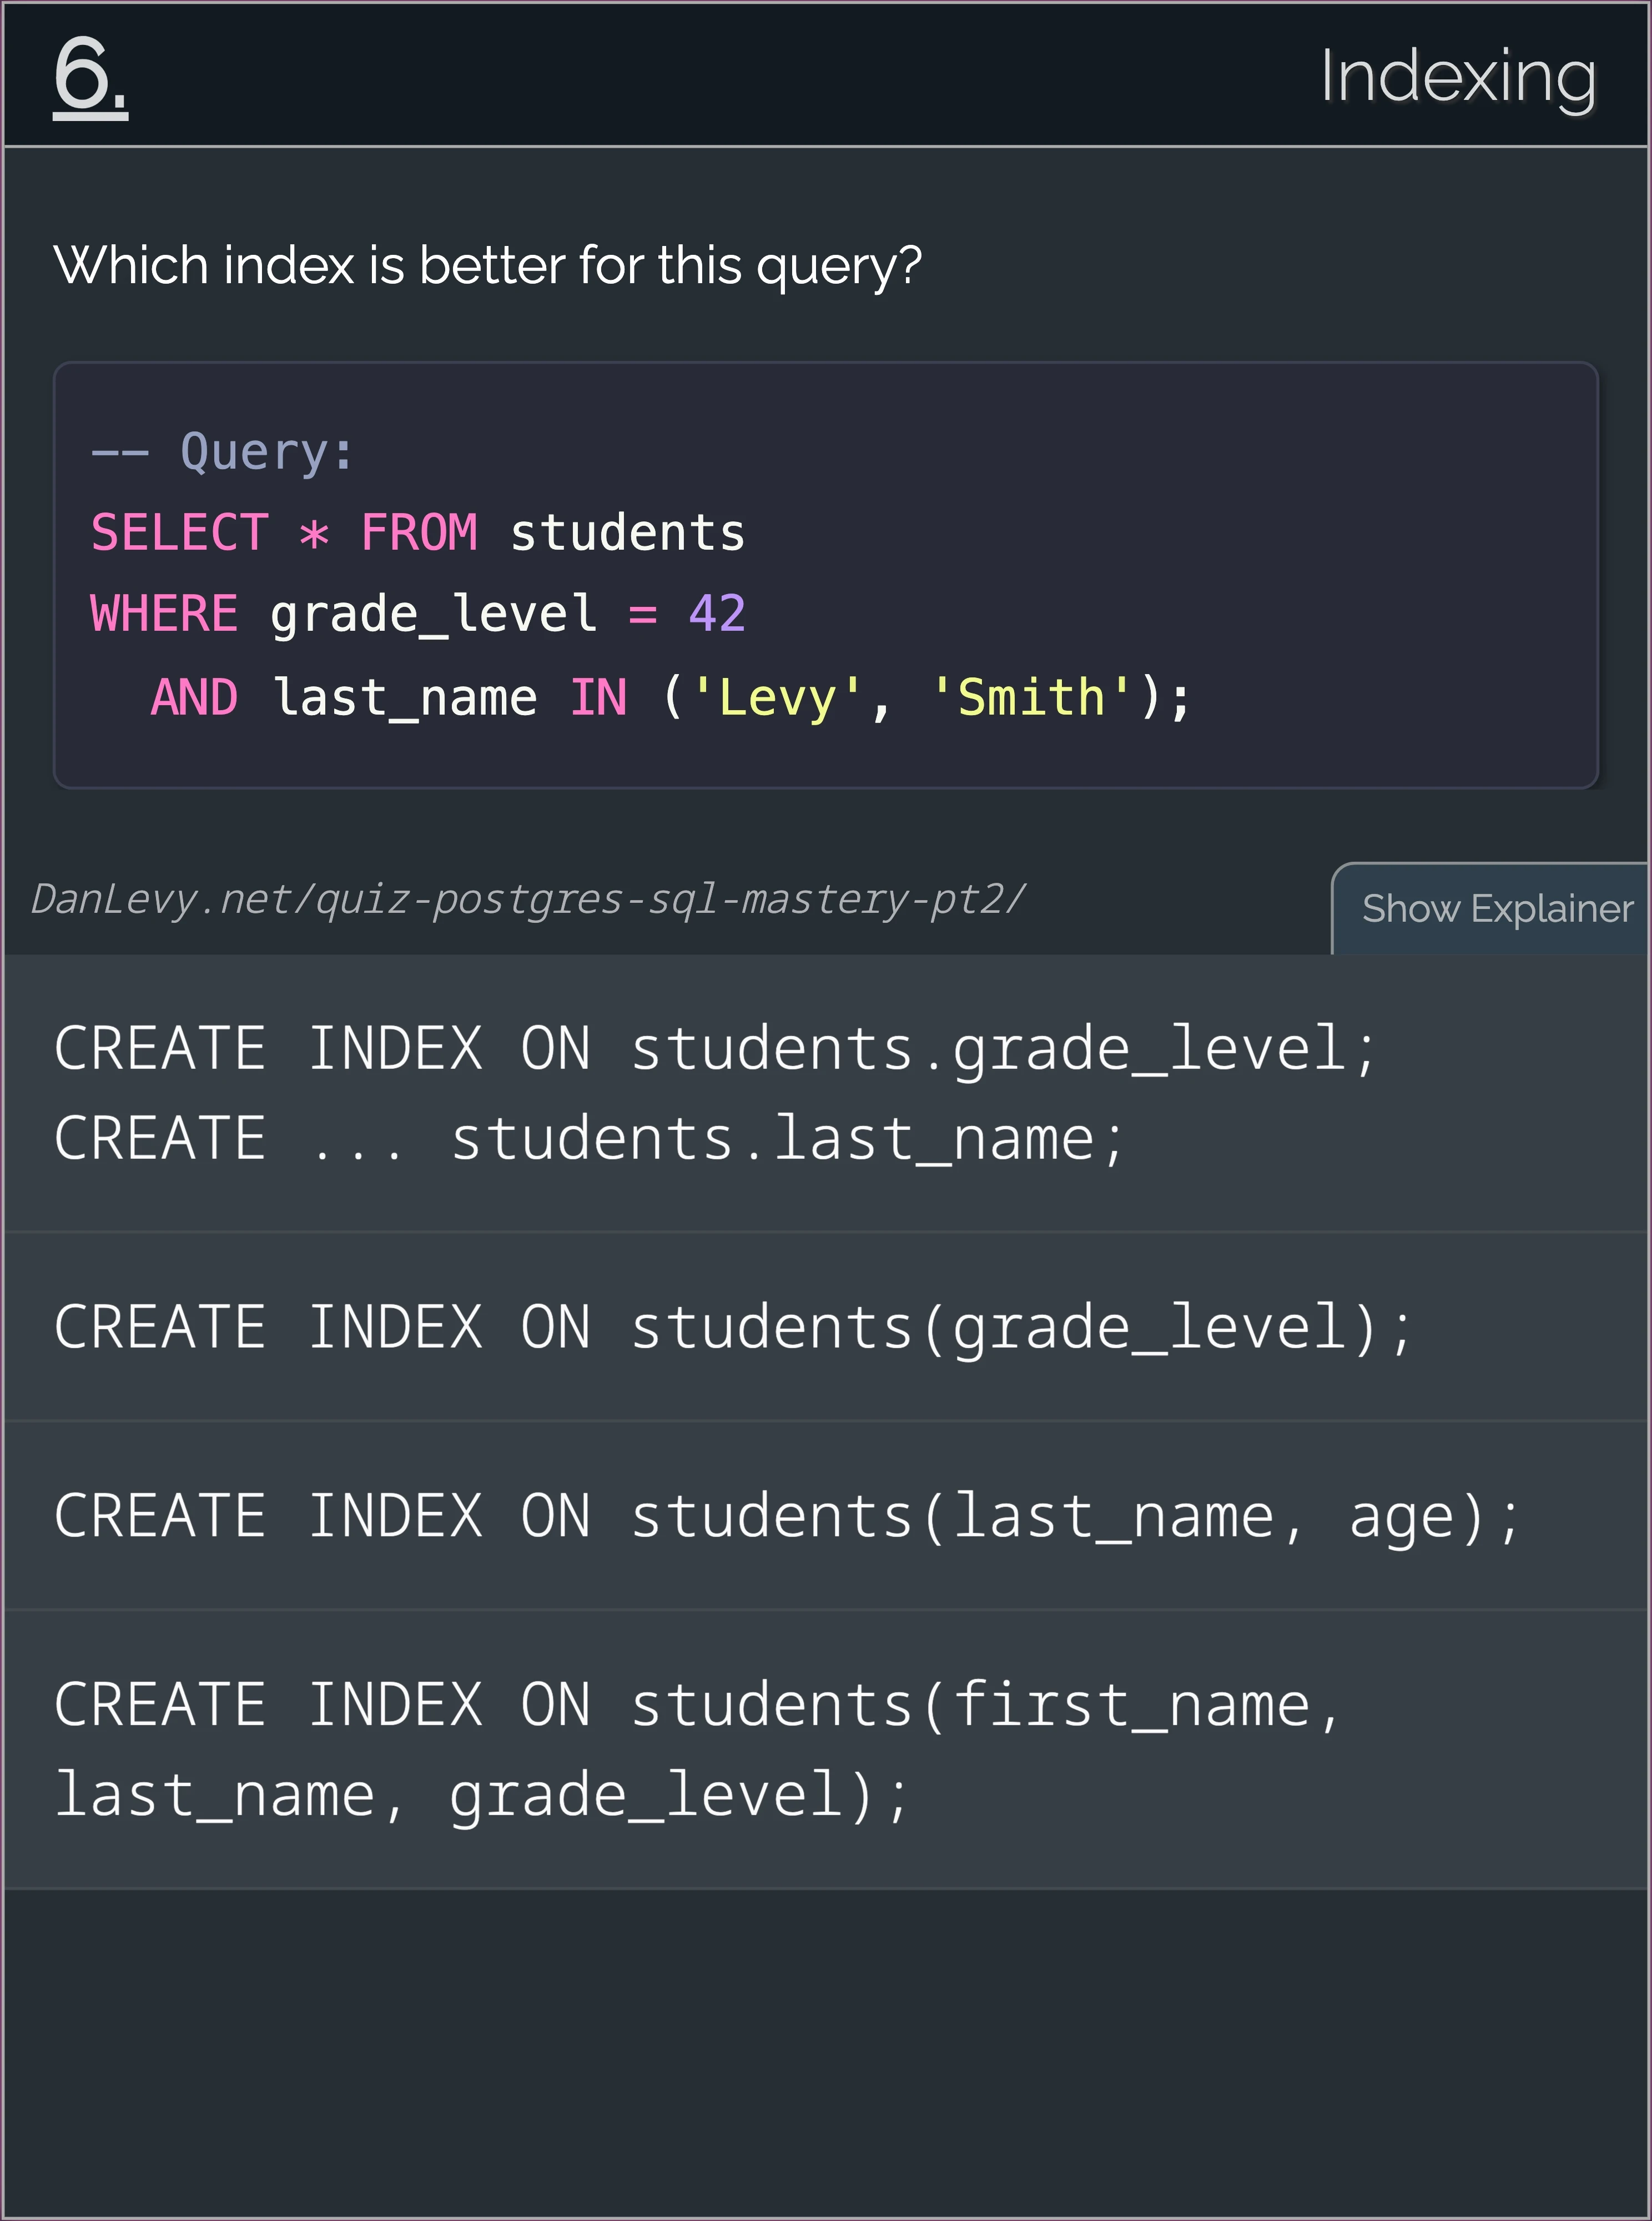 6.
Indexing
Which index is better for this query?
-- Query:
SELECT * FROM students
WHERE grade_level = 42
  AND last_name IN ('Levy', 'Smith');
DanLevy.net/quiz-postgres-sql-mastery-pt2/
Show Explainer
CREATE INDEX ON students.grade_level;
CREATE ... students.last_name;
CREATE INDEX ON students(grade_level);
CREATE INDEX ON students(last_name, age);
CREATE INDEX ON students(first_name,
last_name, grade_level);